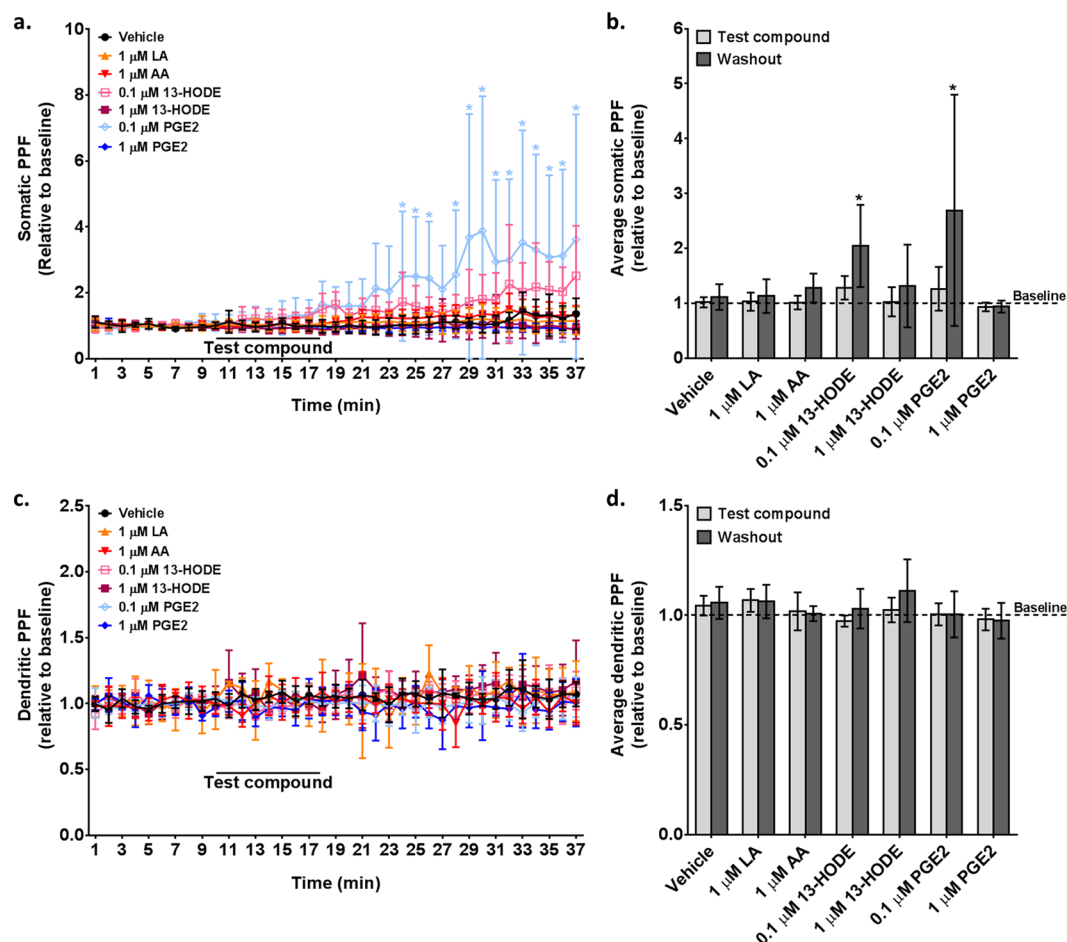 a.
Somatic PPF
(Relative to baseline)
10
8
6
4
2
0
Vehicle
1 μM LA
1 μM AA
0.1 μM 13-HODE
1 μM 13-HODE
0.1 μM PGE2
1 μM PGE2
* * * * * * * * * * * *
Test compound
1 3 5 7 9 11 13 15 17 19 21 23 25 27 29 31 33 35 37
Time (min)
b.
Average somatic PPF
(relative to baseline)
6
5
4
3
2
1
0
Test compound
Washout
* *
Baseline
Vehicle
1 μM LA
1 μM AA
0.1 μM 13-HODE
1 μM 13-HODE
0.1 μM PGE2
1 μM PGE2
c.
Dendritic PPF
(relative to baseline)
2.5
2.0
1.5
1.0
0.5
0.0
Vehicle
1 μM LA
1 μM AA
0.1 μM 13-HODE
1 μM 13-HODE
0.1 μM PGE2
1 μM PGE2
Test compound
1 3 5 7 9 11 13 15 17 19 21 23 25 27 29 31 33 35 37
Time (min)
d.
Average dendritic PPF
(relative to baseline)
1.5
1.0
0.5
0.0
Test compound
Washout
Baseline
Vehicle
1 μM LA
1 μM AA
0.1 μM 13-HODE
1 μM 13-HODE
0.1 μM PGE2
1 μM PGE2